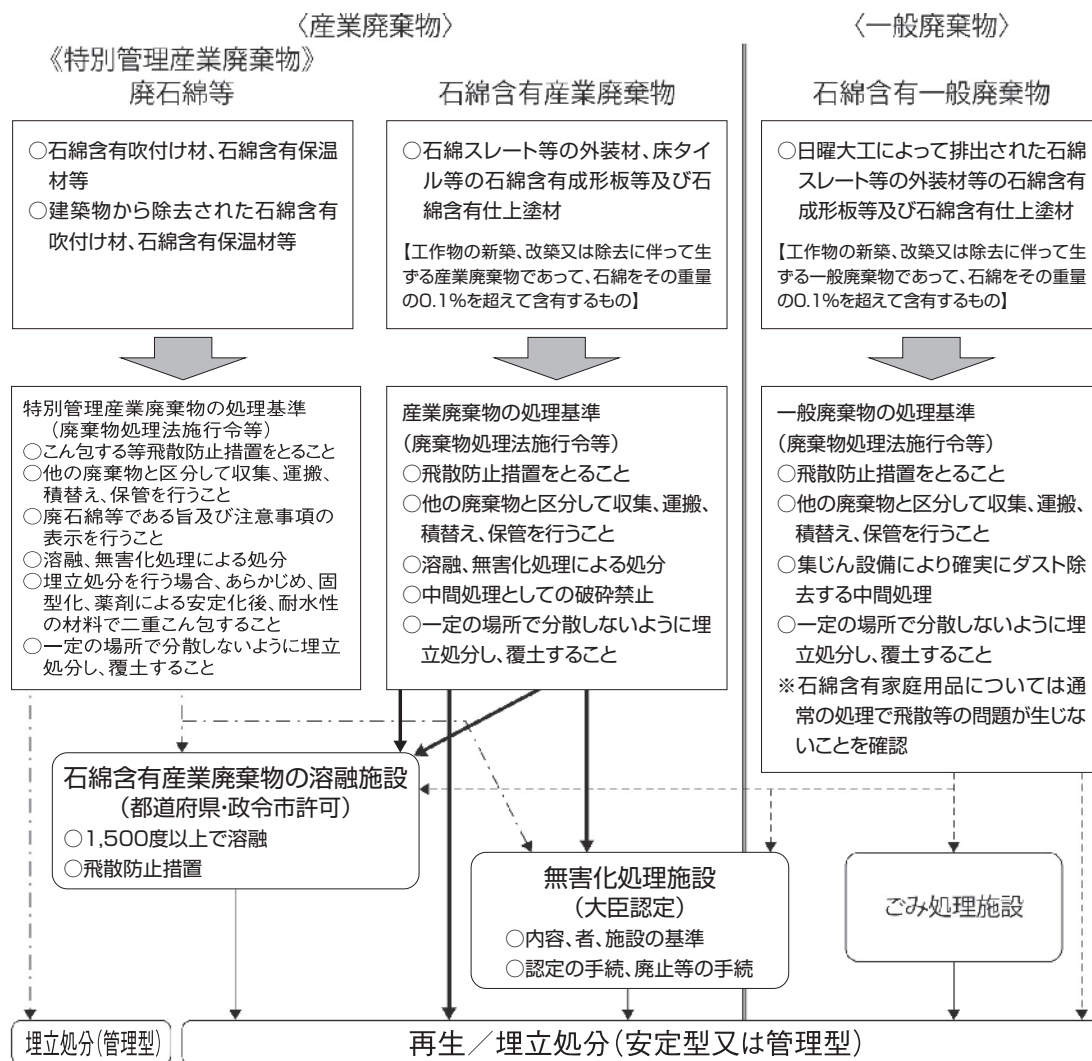 〈産業廃棄物〉
〈一般廃棄物〉
《特別管理産業廃棄物》
廃石綿等
石綿含有産業廃棄物
石綿含有一般廃棄物
○石綿含有吹付け材、石綿含有保温
材等
○建築物から除去された石綿含有
吹付け材、石綿含有保温材等
○石綿スレート等の外装材、床タイ
ル等の石綿含有成形板等及び石
綿含有仕上塗材
【工作物の新築、改築又は除去に伴って生
ずる産業廃棄物であって、石綿をその重量
の0.1%を超えて含有するもの】
○日曜大工によって排出された石綿
スレート等の外装材等の石綿含有
成形板等及び石綿含有仕上塗材
【工作物の新築、改築又は除去に伴って生
ずる一般廃棄物であって、石綿をその重量
の0.1%を超えて含有するもの】
特別管理産業廃棄物の処理基準
(廃棄物処理法施行令等)
○こん包する等飛散防止措置をとること
○他の廃棄物と区分して収集、運搬、
積替え、保管を行うこと
○廃石綿等である旨及び注意事項の
表示を行うこと
○溶融、無害化処理による処分
○埋立処分を行う場合、あらかじめ、固
型化、薬剤による安定化後、耐水性
の材料で二重こん包すること
○一定の場所で分散しないように埋立
処分し、覆土すること
産業廃棄物の処理基準
(廃棄物処理法施行令等)
○飛散防止措置をとること
○他の廃棄物と区分して収集、運搬、
積替え、保管を行うこと
○溶融、無害化処理による処分
○中間処理としての破砕禁止
○一定の場所で分散しないように埋
立処分し、覆土すること
一般廃棄物の処理基準
(廃棄物処理法施行令等)
○飛散防止措置をとること
○他の廃棄物と区分して収集、運搬、
積替え、保管を行うこと
○集じん設備により確実にダスト除
去する中間処理
○一定の場所で分散しないように埋
立処分し、覆土すること
※石綿含有家庭用品については通
常の処理で飛散等の問題が生じな
いことを確認
石綿含有産業廃棄物の溶融施設
(都道府県・政令市許可)
○1,500度以上で溶融
○飛散防止措置
無害化処理施設
(大臣認定)
○内容、者、施設の基準
○認定の手続、廃止等の手続
ごみ処理施設
埋立処分(管理型)
再生／埋立処分(安定型又は管理型)